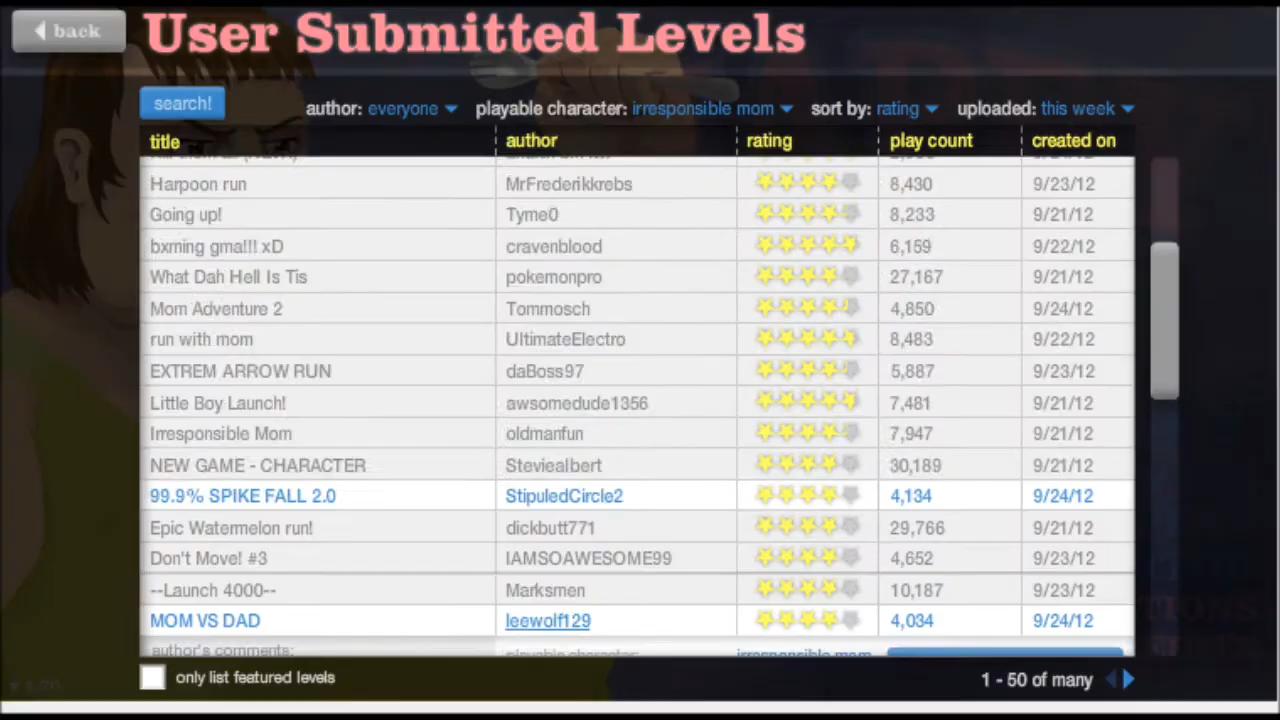 back
User Submitted Levels
search! author: everyone playable character: irresponsible mom sort by: rating uploaded: this week
title author rating play count created on
Harpoon run MrFrederikkrebs 8,430 9/23/12
Going up! Tyme0 8,233 9/21/12
bxrning gma!!! xD cravenblood 6,159 9/22/12
What Dah Hell Is Tis pokemonpro 27,167 9/21/12
Mom Adventure 2 Tommosch 4,850 9/24/12
run with mom UltimateElectro 8,483 9/22/12
EXTREM ARROW RUN daBoss97 5,887 9/23/12
Little Boy Launch! awsomedude1356 7,481 9/21/12
Irresponsible Mom oldmanfun 7,947 9/21/12
NEW GAME - CHARACTER Steviealbert 30,189 9/21/12
99.9% SPIKE FALL 2.0 StipuledCircle2 4,134 9/24/12
Epic Watermelon run! dickbutt771 29,766 9/21/12
Don't Move! #3 IAMSOAWESOME99 4,652 9/23/12
--Launch 4000-- Marksmen 10,187 9/23/12
MOM VS DAD leewolf129 4,034 9/24/12
author's comments: playable character: irresponsible mom
only list featured levels 1 - 50 of many